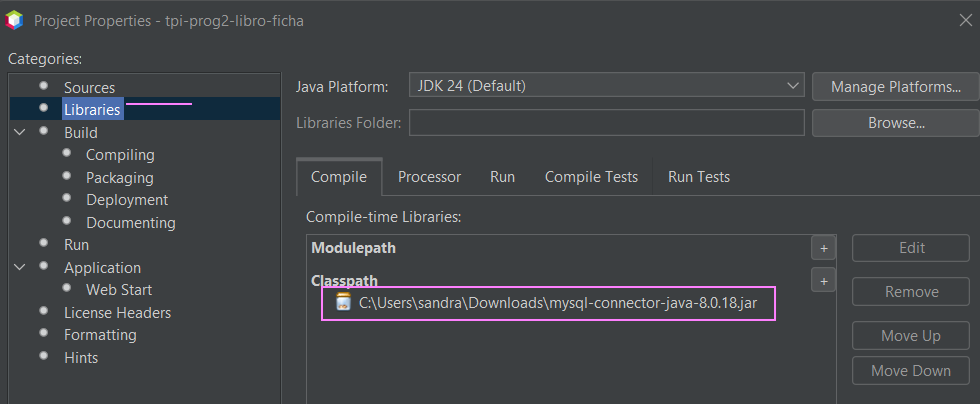 Project Properties - tpi-prog2-libro-ficha
Categories:
Sources
Libraries
Build
Compiling
Packaging
Deployment
Documenting
Run
Application
Web Start
License Headers
Formatting
Hints
Java Platform: JDK 24 (Default) Manage Platforms...
Libraries Folder: Browse...
Compile Processor Run Compile Tests Run Tests
Compile-time Libraries:
Modulepath + Edit
Classpath +
C:\Users\sandra\Downloads\mysql-connector-java-8.0.18.jar
Remove
Move Up
Move Down